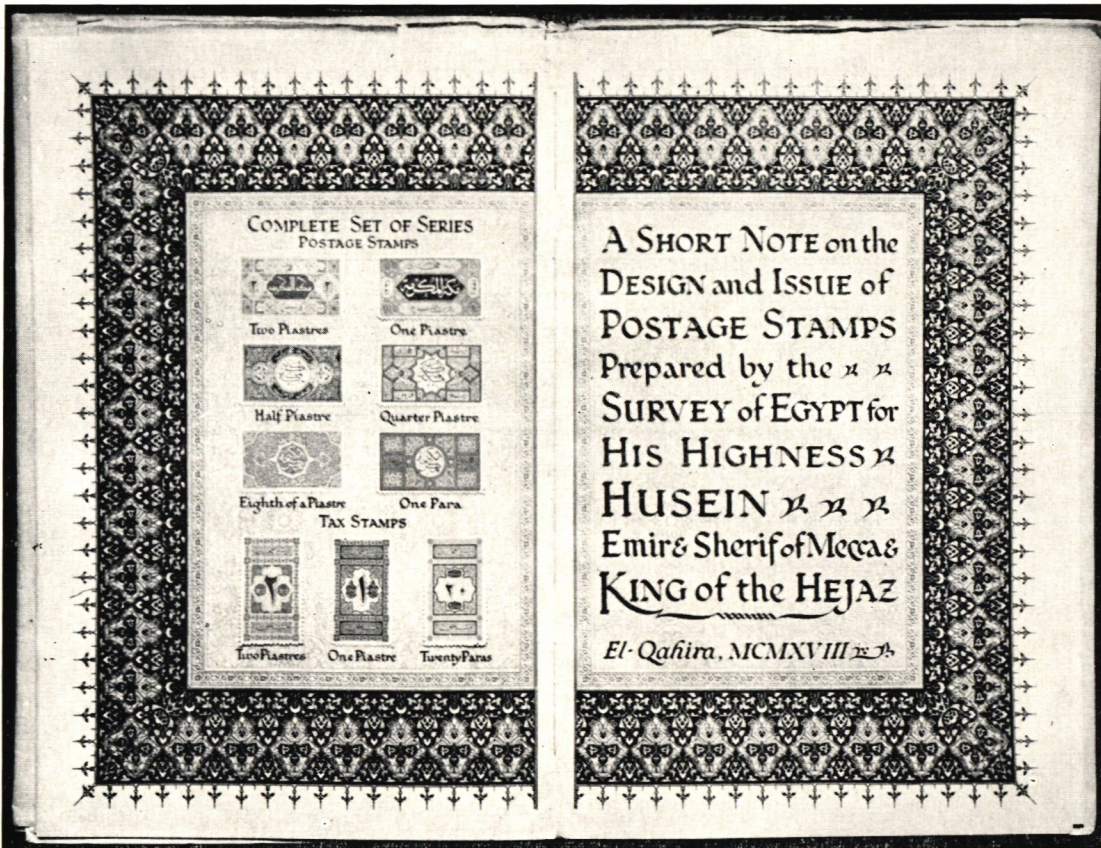 COMPLETE SET OF SERIES
POSTAGE STAMPS
Two Piastres
One Piastre
Half Piastre
Quarter Piastre
Eighth of a Piastre
One Para
TAX STAMPS
٢
١
٢٠
Two Piastres
One Piastre
Twenty Paras
A SHORT NOTE on the
DESIGN and ISSUE of
POSTAGE STAMPS
Prepared by the
SURVEY of EGYPT for
HIS HIGHNESS
HUSEIN
Emir & Sherif of Mecca &
KING of the HEJAZ
El-Qahira, MCMXVIII